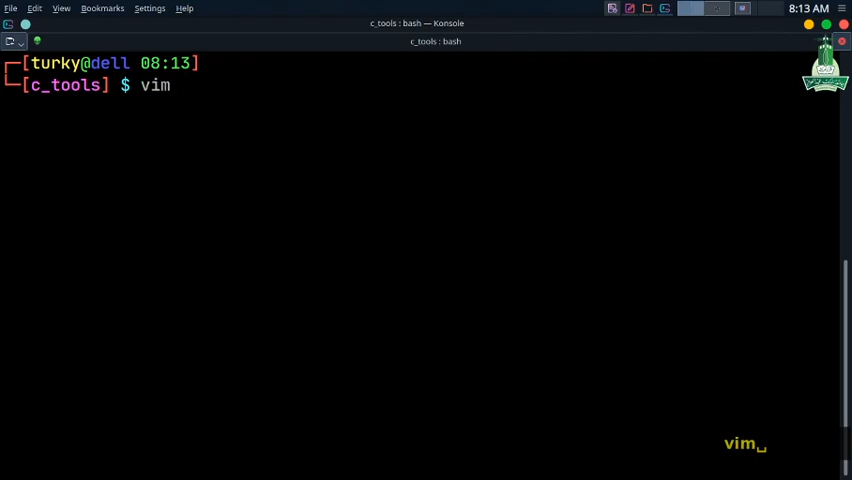 File Edit View Bookmarks Settings Help
8:13 AM
c_tools : bash — Konsole
c_tools : bash
┌─[turky@dell 08:13]
└─[c_tools] $ vim
vim␣